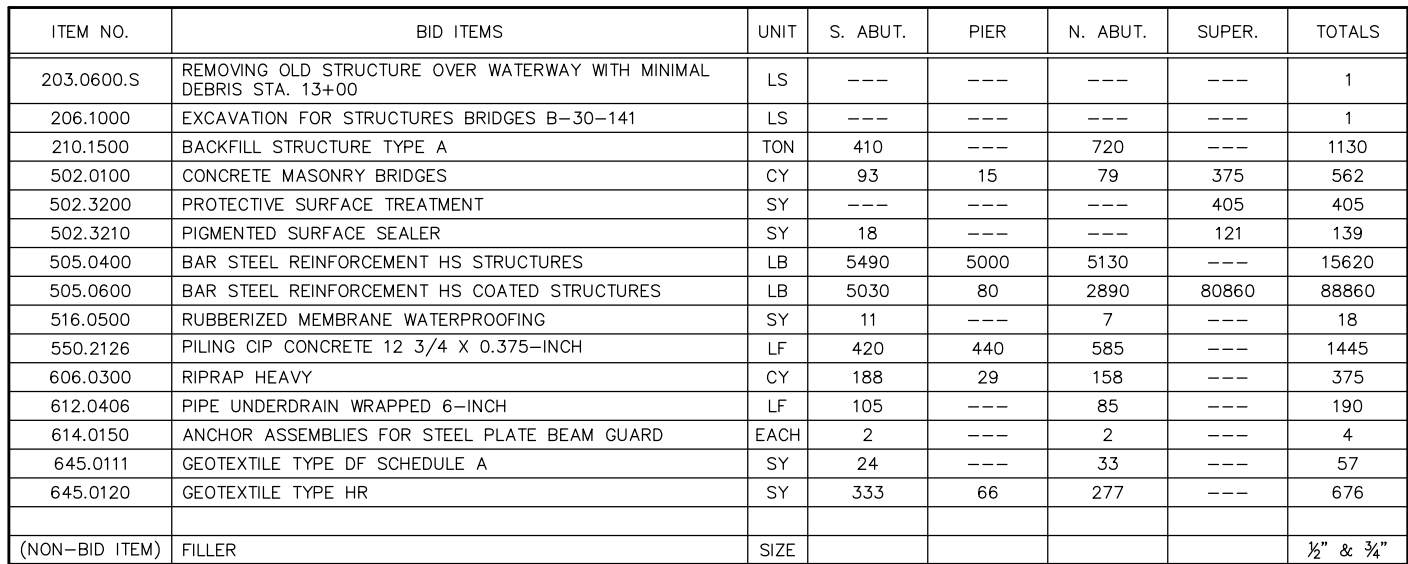 ITEM NO. BID ITEMS UNIT S. ABUT. PIER N. ABUT. SUPER. TOTALS
203.0600.S REMOVING OLD STRUCTURE OVER WATERWAY WITH MINIMAL LS --- --- --- --- 1
DEBRIS STA. 13+00
206.1000 EXCAVATION FOR STRUCTURES BRIDGES B-30-141 LS --- --- --- --- 1
210.1500 BACKFILL STRUCTURE TYPE A TON 410 --- 720 --- 1130
502.0100 CONCRETE MASONRY BRIDGES CY 93 15 79 375 562
502.3200 PROTECTIVE SURFACE TREATMENT SY --- --- --- 405 405
502.3210 PIGMENTED SURFACE SEALER SY 18 --- --- 121 139
505.0400 BAR STEEL REINFORCEMENT HS STRUCTURES LB 5490 5000 5130 --- 15620
505.0600 BAR STEEL REINFORCEMENT HS COATED STRUCTURES LB 5030 80 2890 80860 88860
516.0500 RUBBERIZED MEMBRANE WATERPROOFING SY 11 --- 7 --- 18
550.2126 PILING CIP CONCRETE 12 3/4 X 0.375-INCH LF 420 440 585 --- 1445
606.0300 RIPRAP HEAVY CY 188 29 158 --- 375
612.0406 PIPE UNDERDRAIN WRAPPED 6-INCH LF 105 --- 85 --- 190
614.0150 ANCHOR ASSEMBLIES FOR STEEL PLATE BEAM GUARD EACH 2 --- 2 --- 4
645.0111 GEOTEXTILE TYPE DF SCHEDULE A SY 24 --- 33 --- 57
645.0120 GEOTEXTILE TYPE HR SY 333 66 277 --- 676
(NON-BID ITEM) FILLER SIZE ½" & ¾"